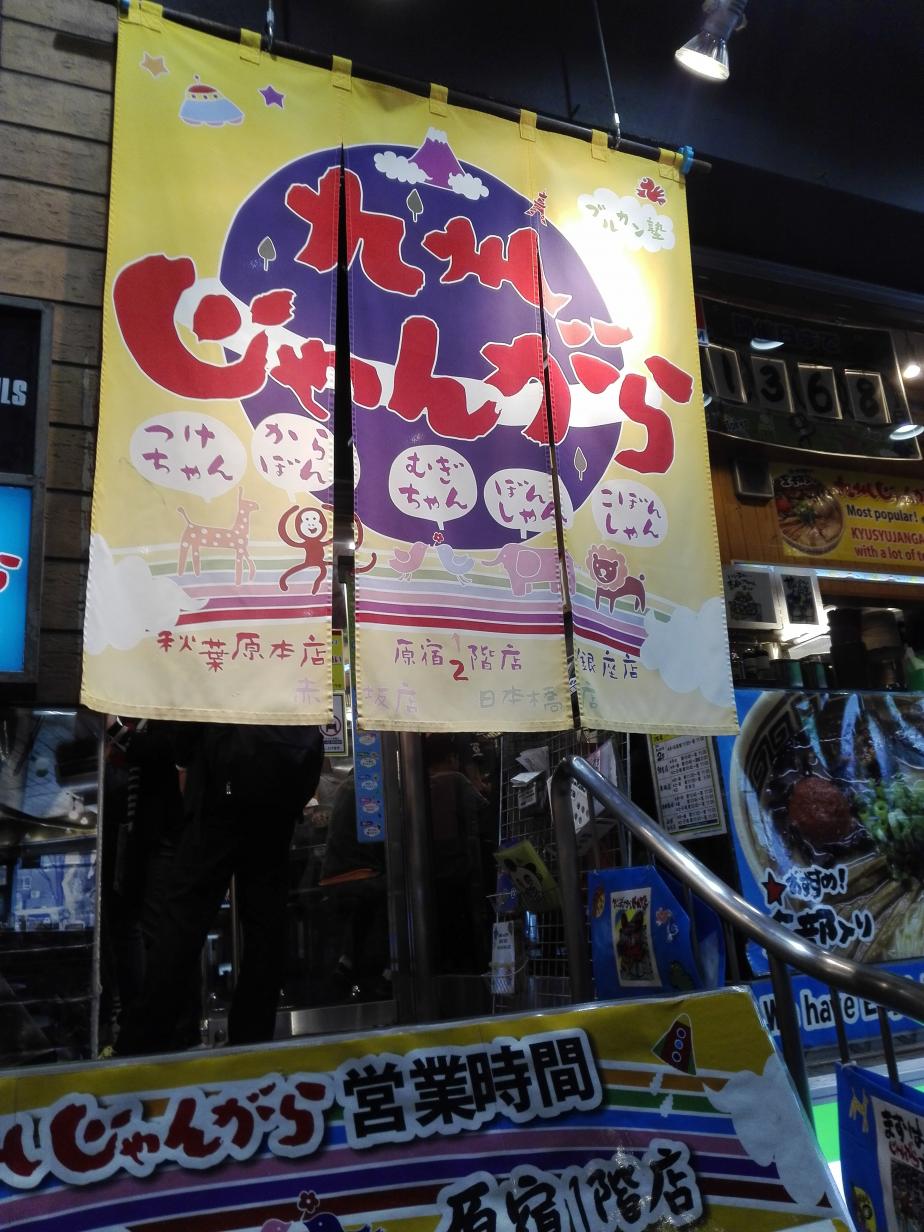 ブルカン塾
九州
じゃんがら
つけ
ちゃん
から
ぼん
むぎ
ちゃん
ぼん
しゃん
こぼん
しゃん
秋葉原本店
原宿1
2階店
銀座店
赤坂店
日本橋店
1368
Most popular!
KYUSYUJANGA
with a lot of
おすすめ!
入り
We have E
じゃんがら 営業時間
原宿1階店